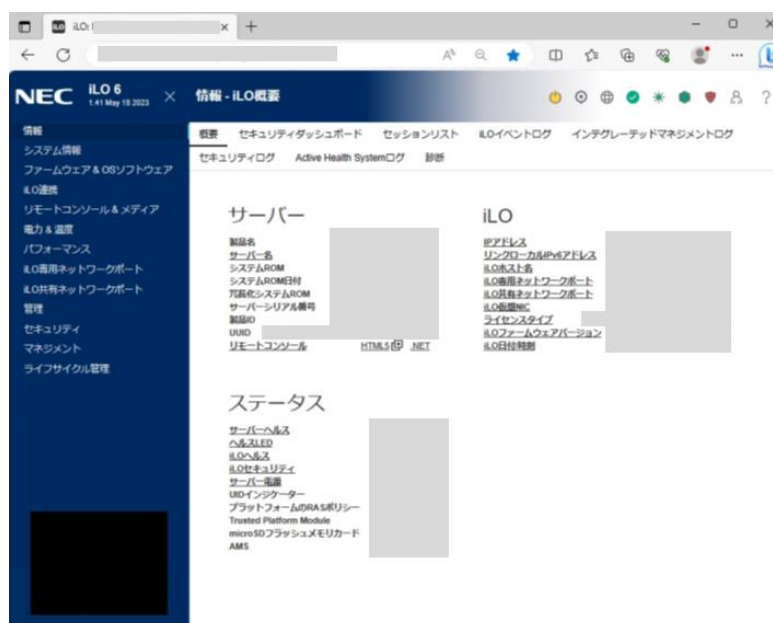 iLO:
NEC iLO 6
1.41 May 18 2023
情報 - iLO概要
情報
システム情報
ファームウェア & OSソフトウェア
iLO連携
リモートコンソール & メディア
電力 & 温度
パフォーマンス
iLO専用ネットワークポート
iLO共有ネットワークポート
管理
セキュリティ
マネジメント
ライフサイクル管理
概要 セキュリティダッシュボード セッションリスト iLOイベントログ インテグレーテッドマネジメントログ
セキュリティログ Active Health Systemログ 診断
サーバー
製品名
サーバー名
システムROM
システムROM日付
冗長化システムROM
サーバーシリアル番号
製品ID
UUID
リモートコンソール HTML5 .NET
iLO
IPアドレス
リンクローカルIPv6アドレス
iLOホスト名
iLO専用ネットワークポート
iLO共有ネットワークポート
iLO仮想NIC
ライセンスタイプ
iLOファームウェアバージョン
iLO日付/時刻
ステータス
サーバーヘルス
ヘルスLED
iLOヘルス
iLOセキュリティ
サーバー電源
UIDインジケーター
プラットフォームのRASポリシー
Trusted Platform Module
microSDフラッシュメモリカード
AMS